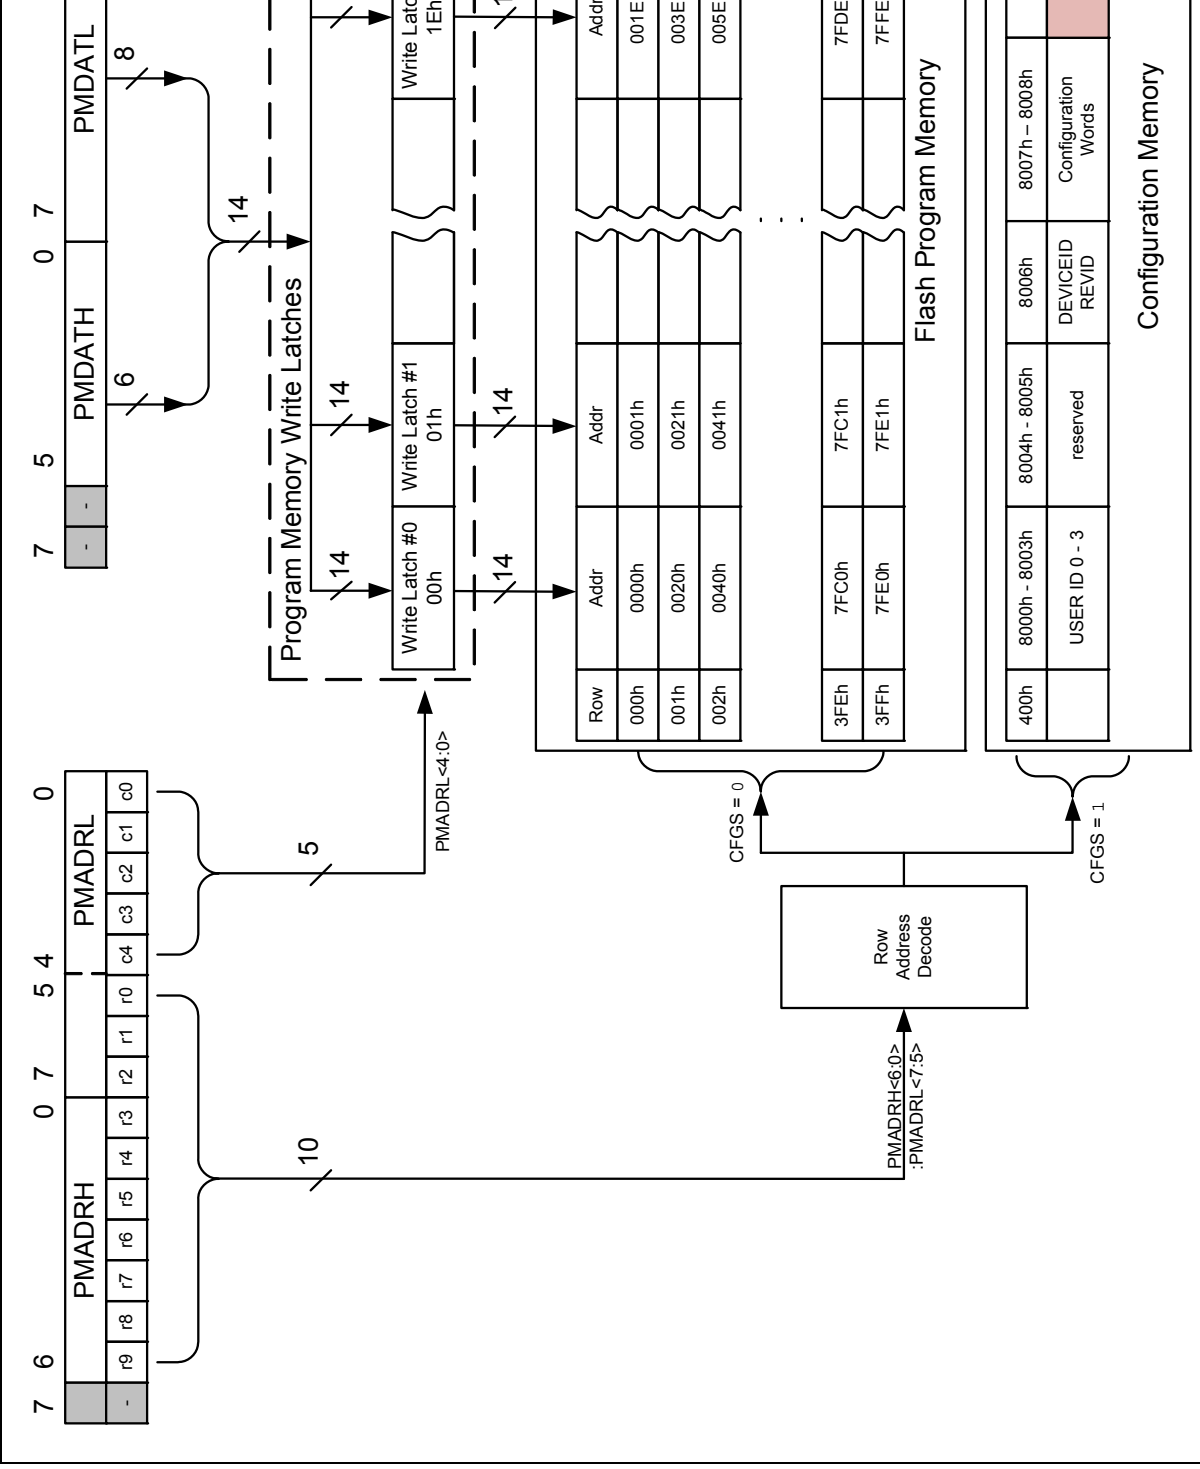 7 6 0 7 5 4 0
PMADRH PMADRL
- r9 r8 r7 r6 r5 r4 r3 r2 r1 r0 c4 c3 c2 c1 c0
7 5 0 7
PMDATH PMDATL
- -
6 8
14
10
5
PMADRL<4:0>
Program Memory Write Latches
14 14
Write Latch #0
00h
Write Latch #1
01h
1Eh
14 14
Row Addr Addr Addr
000h 0000h 0001h 001E
001h 0020h 0021h 003E
002h 0040h 0041h 005E
. . .
3FEh 7FC0h 7FC1h 7FDE
3FFh 7FE0h 7FE1h 7FFE
Flash Program Memory
CFGS = 0
PMADRH<6:0>
:PMADRL<7:5>
Row
Address
Decode
CFGS = 1
400h 8000h - 8003h 8004h - 8005h 8006h 8007h – 8008h
USER ID 0 - 3
reserved
DEVICEID
REVID
Configuration
Words
Configuration Memory